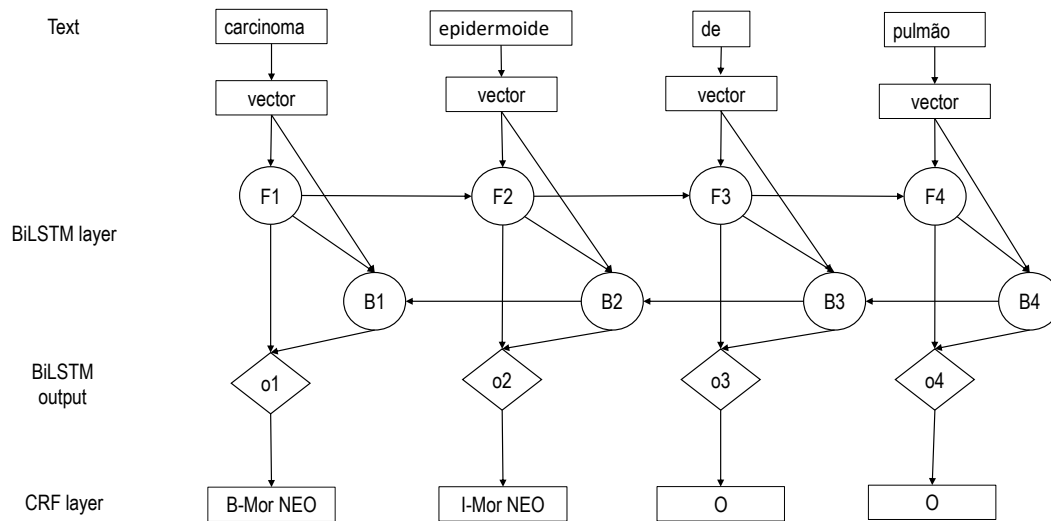 Text
carcinoma
epidermoide
de
pulmão
vector
vector
vector
vector
F1
F2
F3
F4
BiLSTM layer
B1
B2
B3
B4
BiLSTM
output
o1
o2
o3
o4
CRF layer
B-Mor NEO
I-Mor NEO
O
O